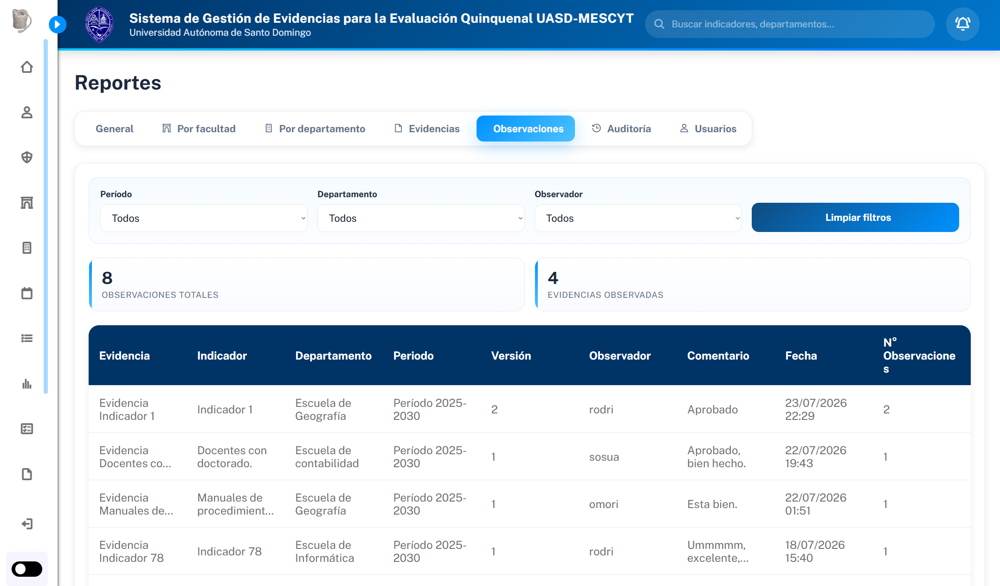 Sistema de Gestión de Evidencias para la Evaluación Quinquenal UASD-MESCYT
Universidad Autónoma de Santo Domingo
Buscar indicadores, departamentos...
Reportes
General
Por facultad
Por departamento
Evidencias
Observaciones
Auditoría
Usuarios
Período
Departamento
Observador
Todos
Todos
Todos
Limpiar filtros
8
OBSERVACIONES TOTALES
4
EVIDENCIAS OBSERVADAS
Evidencia
Indicador
Departamento
Periodo
Versión
Observador
Comentario
Fecha
N°
Observacione
s
Evidencia
Indicador 1
Indicador 1
Escuela de
Geografía
Período 2025-
2030
2
rodri
Aprobado
23/07/2026
22:29
2
Evidencia
Docentes co...
Docentes con
doctorado.
Escuela de
contabilidad
Período 2025-
2030
1
sosua
Aprobado,
bien hecho.
22/07/2026
19:43
1
Evidencia
Manuales de...
Manuales de
procedimient...
Escuela de
Geografía
Período 2025-
2030
1
omori
Esta bien.
22/07/2026
01:51
1
Evidencia
Indicador 78
Indicador 78
Escuela de
Informática
Período 2025-
2030
1
rodri
Ummmmm,
excelente,...
18/07/2026
15:40
1